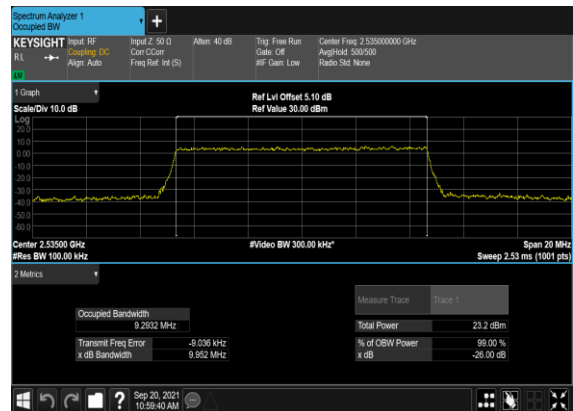 Spectrum Analyzer 1
Occupied BW
KEYSIGHT Input: RF Input Z: 50 Ω Atten: 40 dB Trig: Free Run Center Freq: 2.535000000 GHz
RL Coupling: DC Corr CCorr Gate: Off Avg|Hold: 500/500
Align: Auto Freq Ref: Int (S) #IF Gain: Low Radio Std: None
1 Graph
Ref Lvl Offset 5.10 dB
Scale/Div 10.0 dB Ref Value 30.00 dBm
Log
20.0
10.0
0.00
-10.0
-20.0
-30.0
-40.0
-50.0
-60.0
Center 2.53500 GHz #Video BW 300.00 kHz* Span 20 MHz
#Res BW 100.00 kHz Sweep 2.53 ms (1001 pts)
2 Metrics
Measure Trace Trace 1
Occupied Bandwidth
9.2932 MHz Total Power 23.2 dBm
Transmit Freq Error -9.036 kHz % of OBW Power 99.00 %
x dB Bandwidth 9.952 MHz x dB -26.00 dB
Sep 20, 2021
10:59:40 AM